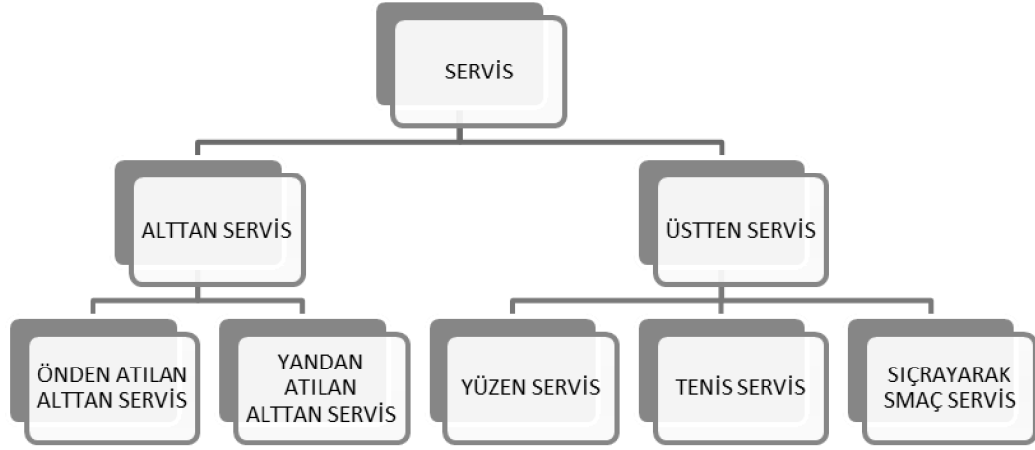 SERVİS
ALTTAN SERVİS
ÜSTTEN SERVİS
ÖNDEN ATILAN
ALTTAN SERVİS
YANDAN
ATILAN
ALTTAN SERVİS
YÜZEN SERVİS
TENİS SERVİS
SIÇRAYARAK
SMAÇ SERVİS